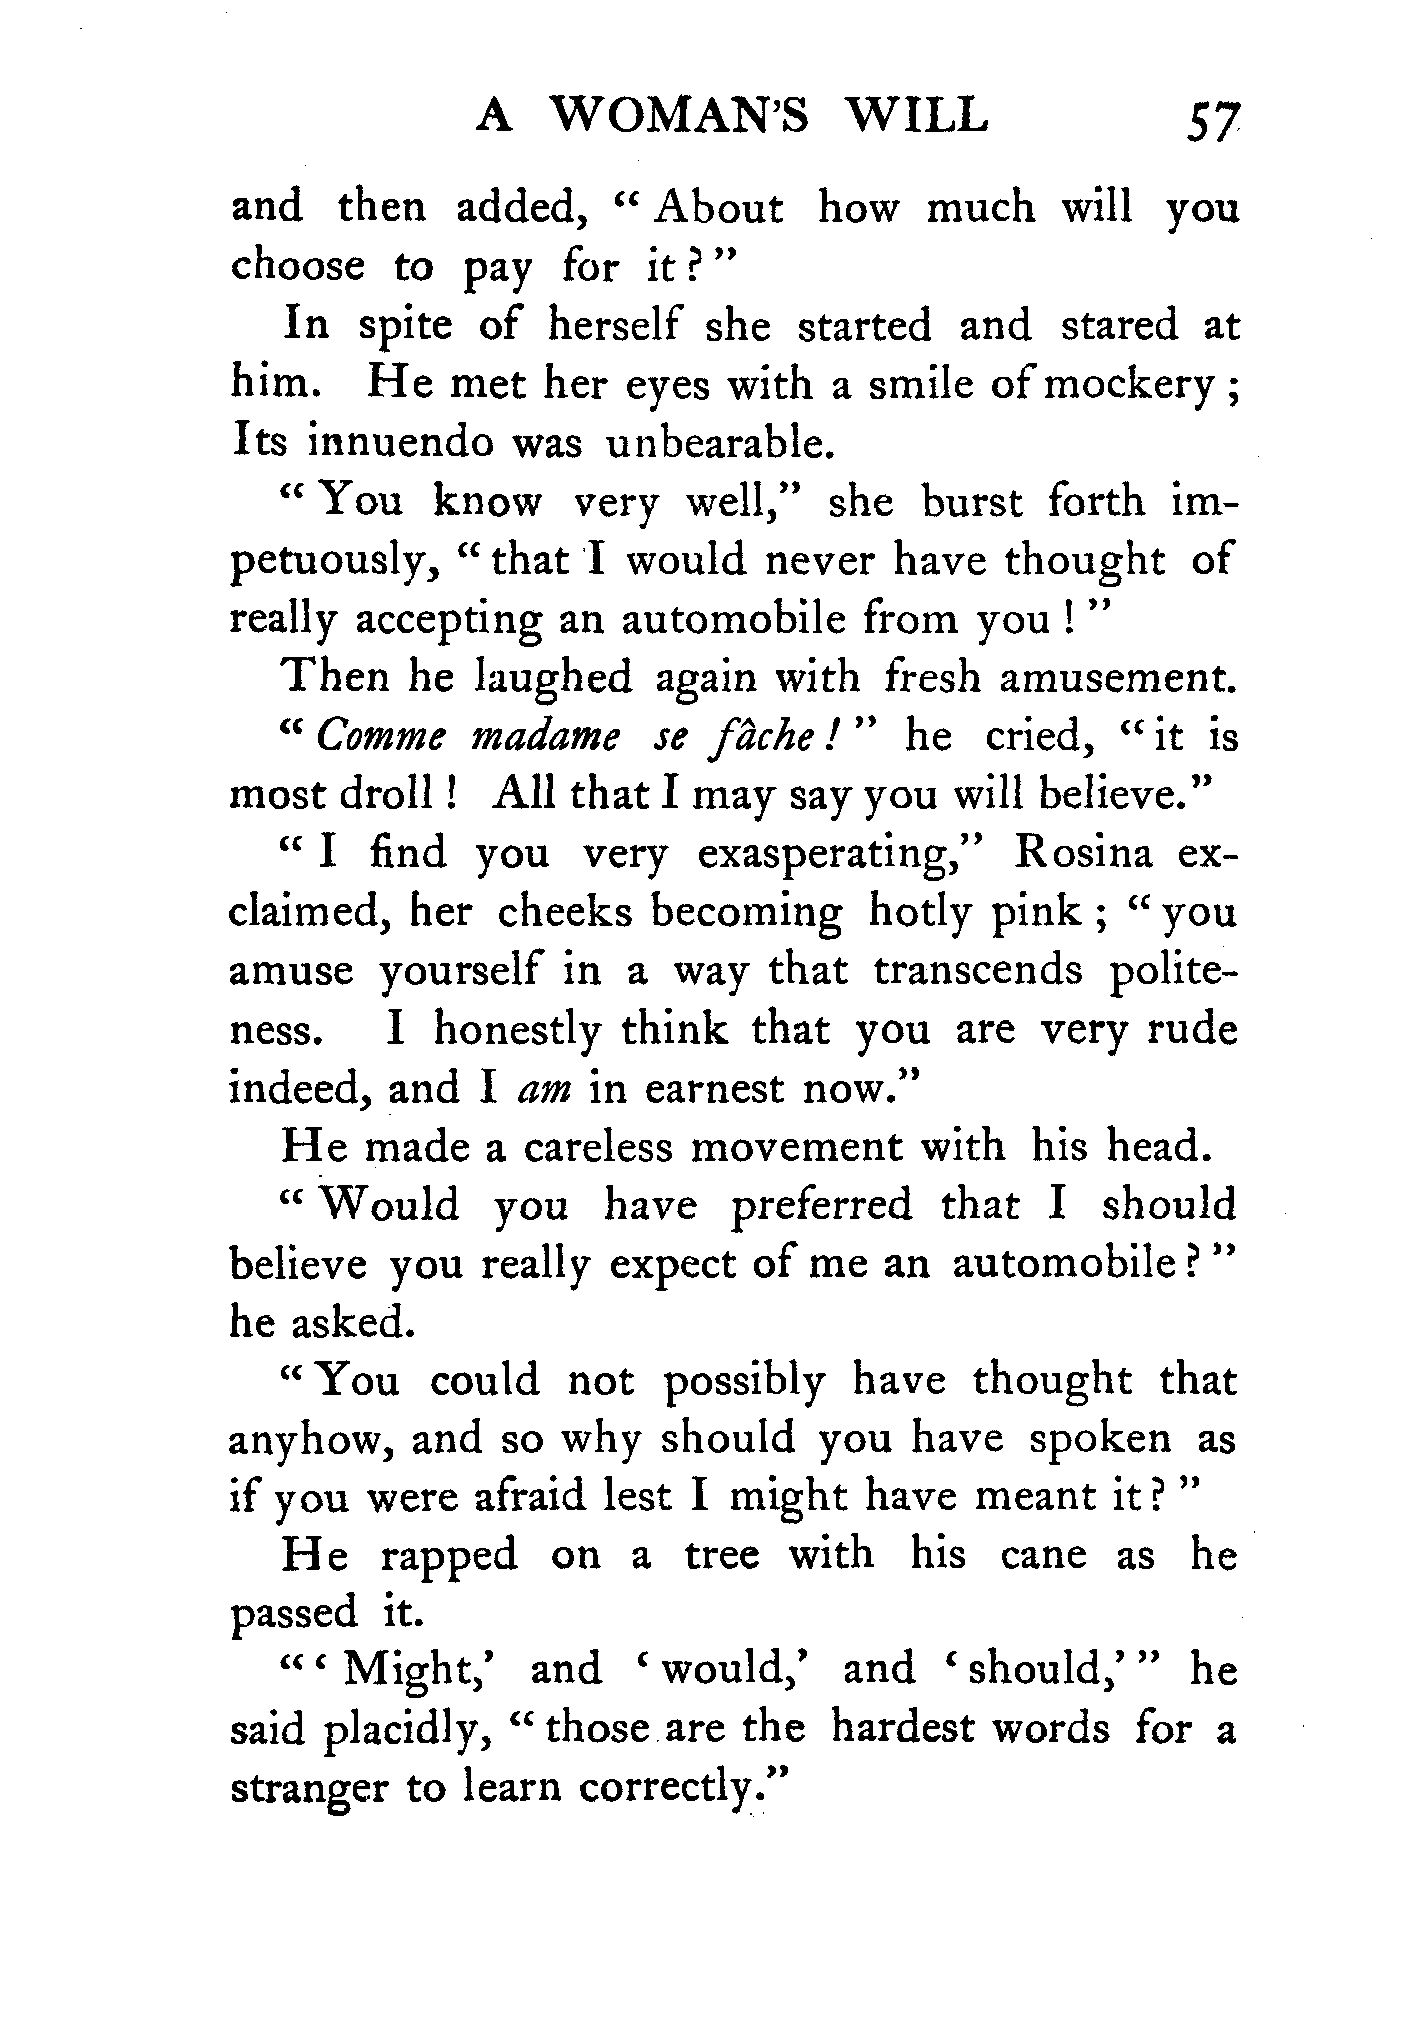 A WOMAN'S WILL 57
and then added, " About how much will you
choose to pay for it ? "
In spite of herself she started and stared at
him. He met her eyes with a smile of mockery ;
Its innuendo was unbearable.
" You know very well," she burst forth im-
petuously, " that I would never have thought of
really accepting an automobile from you ! "
Then he laughed again with fresh amusement.
" Comme madame se fâche ! " he cried, " it is
most droll ! All that I may say you will believe."
" I find you very exasperating," Rosina ex-
claimed, her cheeks becoming hotly pink ; " you
amuse yourself in a way that transcends polite-
ness. I honestly think that you are very rude
indeed, and I am in earnest now."
He made a careless movement with his head.
" Would you have preferred that I should
believe you really expect of me an automobile ? "
he asked.
" You could not possibly have thought that
anyhow, and so why should you have spoken as
if you were afraid lest I might have meant it ? "
He rapped on a tree with his cane as he
passed it.
" ' Might,' and ' would,' and ' should,' " he
said placidly, " those are the hardest words for a
stranger to learn correctly."